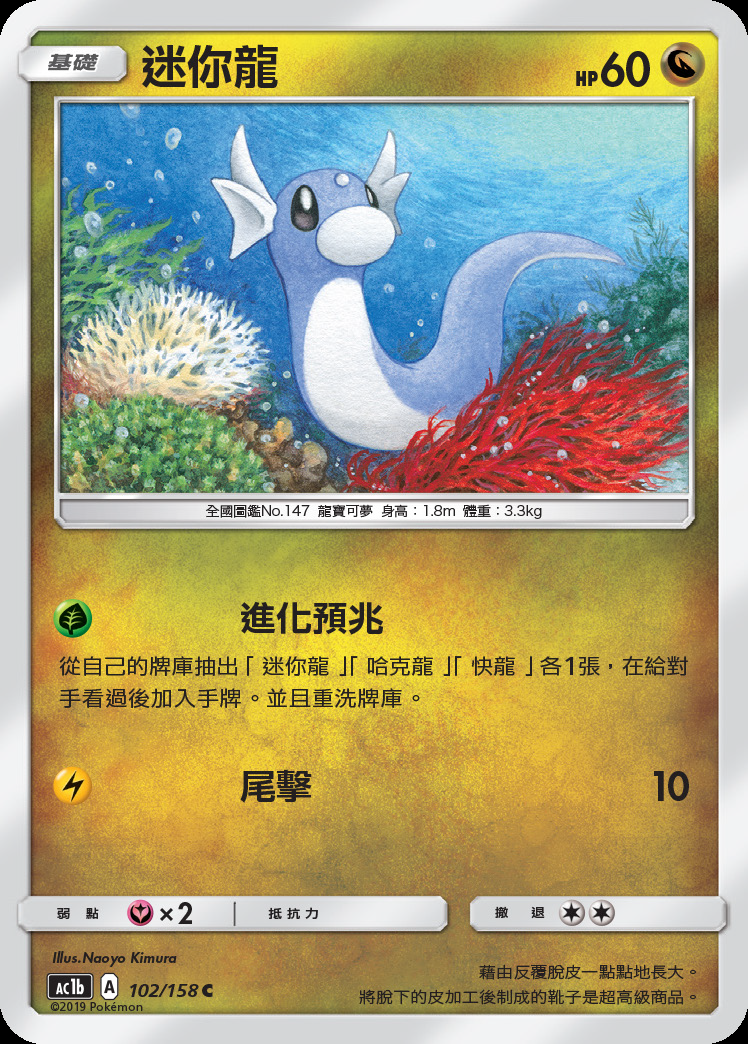 基礎 迷你龍 HP 60
全國圖鑑No.147 龍寶可夢 身高：1.8m 體重：3.3kg
進化預兆
從自己的牌庫抽出「迷你龍」「哈克龍」「快龍」各1張，在給對
手看過後加入手牌。並且重洗牌庫。
尾擊 10
弱點 ×2 抵抗力 撤退
Illus.Naoyo Kimura
AC1b A 102/158 C
©2019 Pokémon
藉由反覆脫皮一點點地長大。
將脫下的皮加工後制成的靴子是超高級商品。